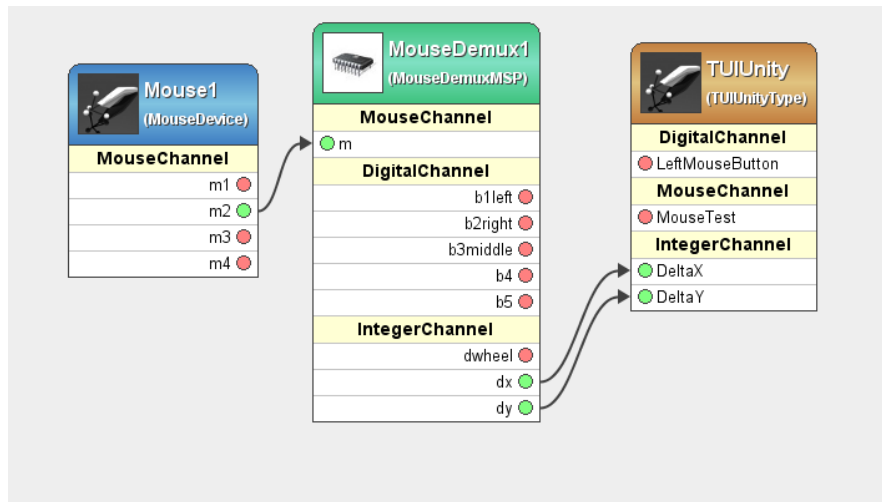 Mouse1
(MouseDevice)
MouseChannel
m1
m2
m3
m4
MouseDemux1
(MouseDemuxMSP)
MouseChannel
m
DigitalChannel
b1left
b2right
b3middle
b4
b5
IntegerChannel
dwheel
dx
dy
TUIUnity
(TUIUnityType)
DigitalChannel
LeftMouseButton
MouseChannel
MouseTest
IntegerChannel
DeltaX
DeltaY